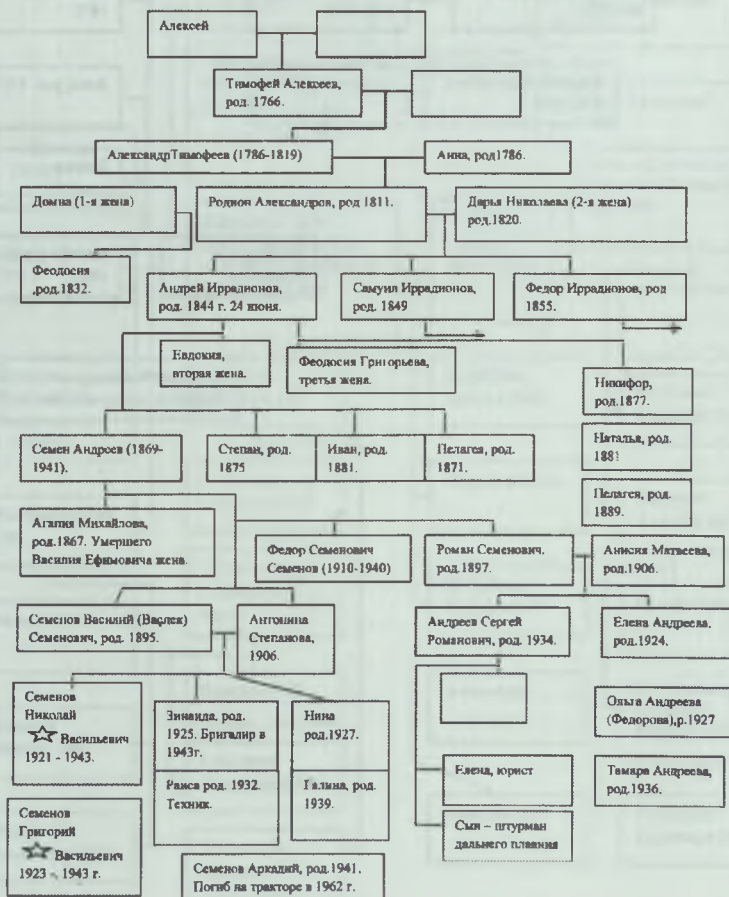 Алексей
Тимофей Алексеев,
род. 1766.
АлександрТимофеев (1786-1819)
Анна, род1786.
Домна (1-я жена)
Родион Александров, род 1811.
Дарья Николаева (2-я жена)
род.1820.
Феодосия
,род.1832.
Андрей Иррадионов,
род. 1844 г. 24 июня.
Самуил Иррадионов,
род. 1849
Федор Иррадионов, род
1855.
Евдокия,
вторая жена.
Феодосия Григорьева,
третья жена.
Никифор,
род.1877.
Наталья, род.
1881
Пелагея, род.
1889.
Семен Андреев (1869-
1941).
Степан, род.
1875
Иван, род.
1881.
Пелагея, род.
1871.
Агапия Михайлова,
род.1867. Умершего
Василия Ефимовича жена.
Федор Семенович
Семенов (1910-1940)
Роман Семенович,
род.1897.
Анисия Матвеева,
род.1906.
Семенов Василий (Васлек)
Семенович, род. 1895.
Антонина
Степанова,
1906.
Андреев Сергей
Романович, род. 1934.
Елена Андреева,
род.1924.
Семенов
Николай
Васильевич
1921 - 1943.
Зинаида, род.
1925. Бригадир в
1943г.
Нина
род.1927.
Ольга Андреева
(Федорова),р.1927
Раиса род. 1932.
Техник.
Галина, род.
1939.
Елена, юрист
Тамара Андреева,
род.1936.
Семенов
Григорий
Васильевич
1923 - 1943 г.
Сын – штурман
дальнего плавния
Семенов Аркадий, род.1941.
Погиб на тракторе в 1962 г.